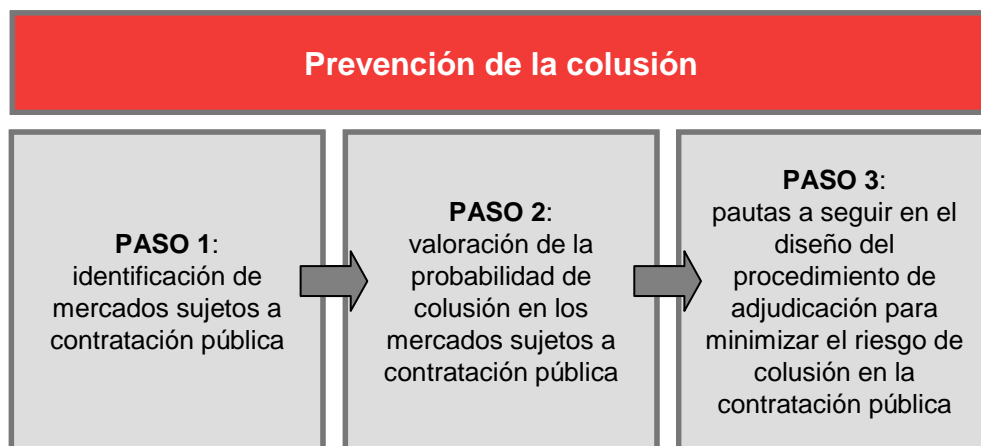 Prevención de la colusión
PASO 1:
identificación de
mercados sujetos a
contratación pública
PASO 2:
valoración de la
probabilidad de
colusión en los
mercados sujetos a
contratación pública
PASO 3:
pautas a seguir en el
diseño del
procedimiento de
adjudicación para
minimizar el riesgo de
colusión en la
contratación pública